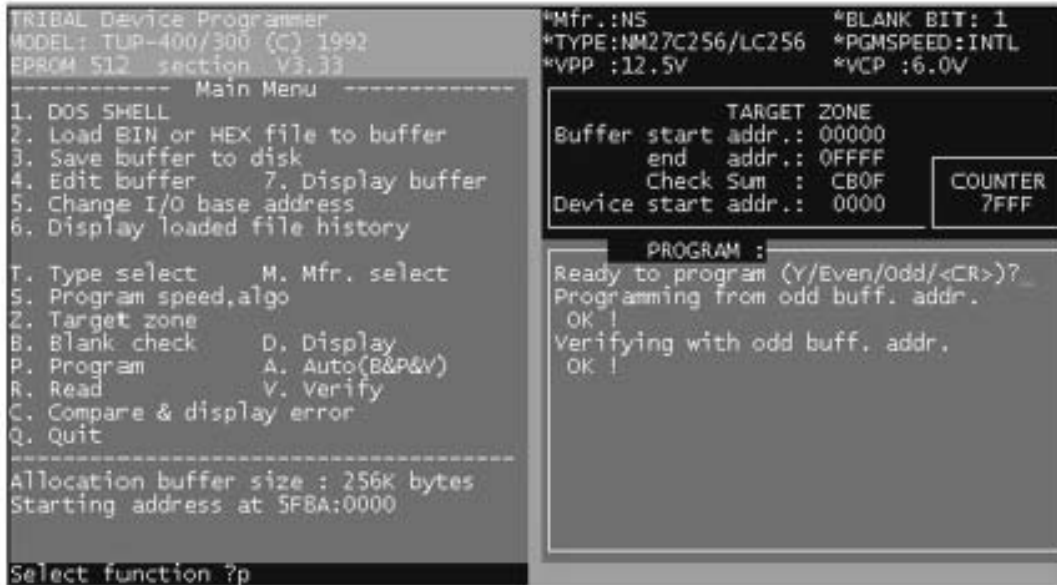 TRIBAL Device Programmer
MODEL: TUP-400/300 (C) 1992
EPROM 512 section V3.33
------------ Main Menu -------------
1. DOS SHELL
2. Load BIN or HEX file to buffer
3. Save buffer to disk
4. Edit buffer 7. Display buffer
5. Change I/O base address
6. Display loaded file history
T. Type select M. Mfr. select
S. Program speed,algo
Z. Target zone
B. Blank check D. Display
P. Program A. Auto(B&P&V)
R. Read V. Verify
C. Compare & display error
Q. Quit
--------------------------------------
Allocation buffer size : 256K bytes
Starting address at 5F8A:0000
Select function ?p
*Mfr.:NS *BLANK BIT: 1
*TYPE:NM27C256/LC256 *PGMSPEED:INTL
*VPP :12.5V *VCP :6.0V
TARGET ZONE
Buffer start addr.: 00000
end addr.: 0FFFF
Check Sum : CB0F
Device start addr.: 0000
COUNTER
7FFF
PROGRAM :
Ready to program (Y/Even/Odd/<CR>)?_
Programming from odd buff. addr.
OK !
Verifying with odd buff. addr.
OK !